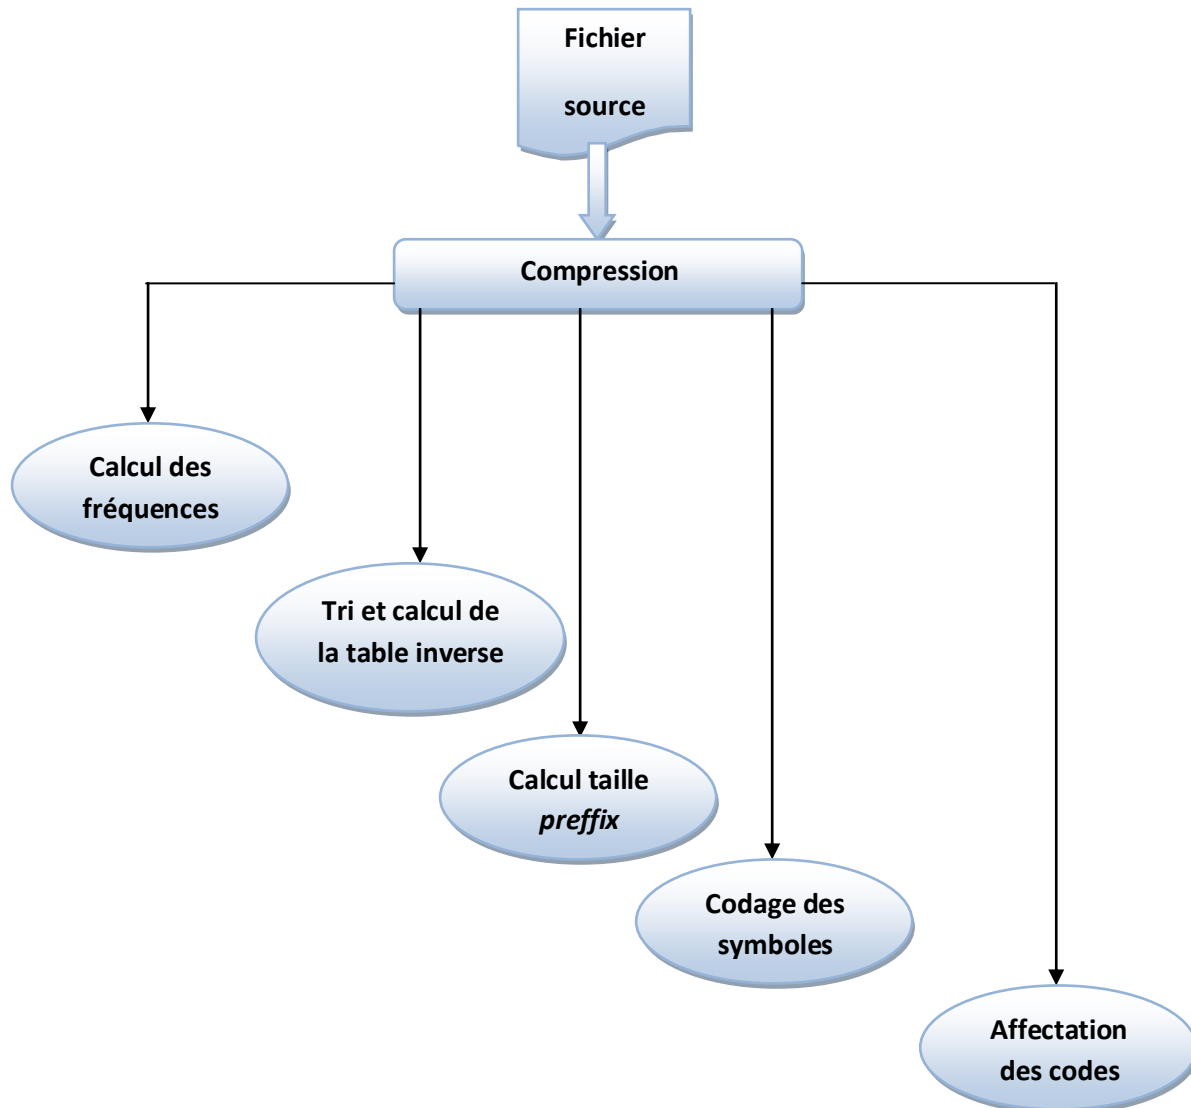 Fichier
source
Compression
Calcul des
fréquences
Tri et calcul de
la table inverse
Calcul taille
preffix
Codage des
symboles
Affectation
des codes